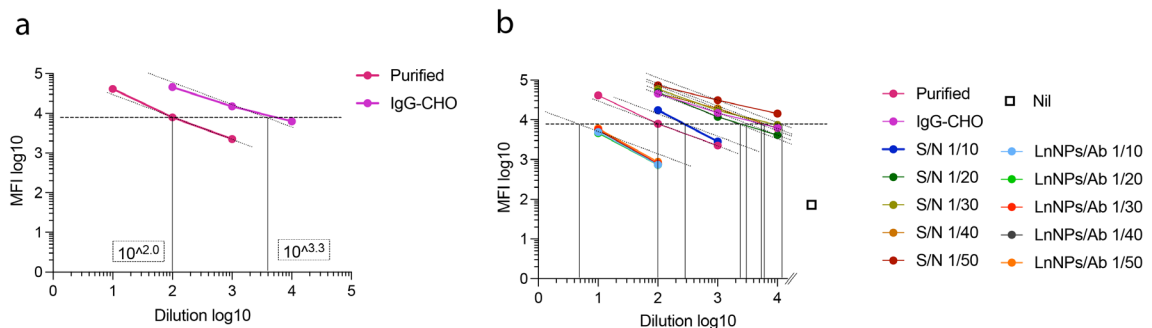 a
MFI log10
5
4
3
2
1
0
0
1
2
3
4
5
Dilution log10
10^2.0
10^3.3
Purified
IgG-CHO
b
MFI log10
5
4
3
2
1
0
0
1
2
3
4
Dilution log10
Purified
IgG-CHO
S/N 1/10
S/N 1/20
S/N 1/30
S/N 1/40
S/N 1/50
Nil
LnNPs/Ab 1/10
LnNPs/Ab 1/20
LnNPs/Ab 1/30
LnNPs/Ab 1/40
LnNPs/Ab 1/50